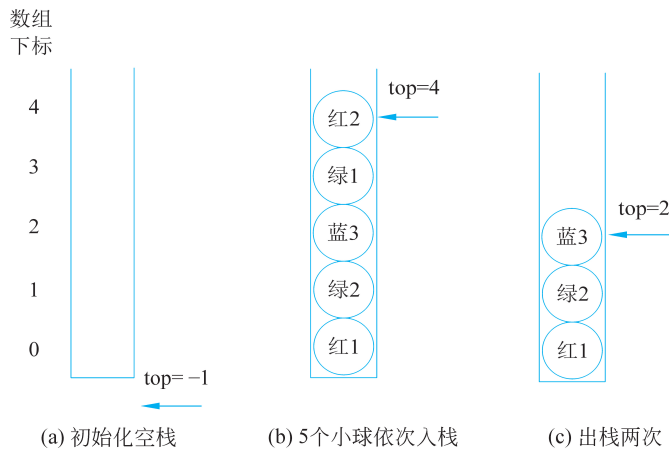 数组
下标
4
3
2
1
0
top= −1
(a) 初始化空栈
top=4
红2
绿1
蓝3
绿2
红1
(b) 5个小球依次入栈
top=2
蓝3
绿2
红1
(c) 出栈两次